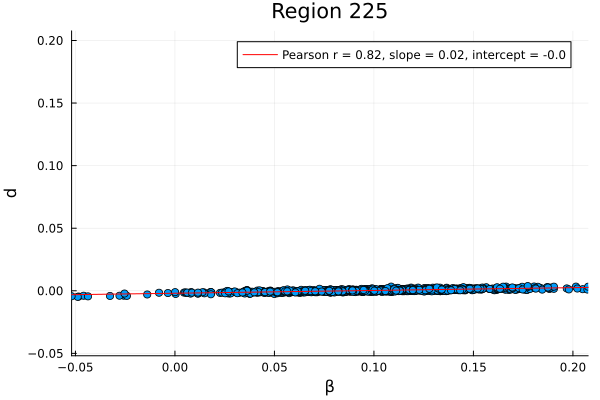 Region 225
Pearson r = 0.82, slope = 0.02, intercept = -0.0
0.20
0.15
0.10
0.05
0.00
−0.05
d
−0.05 0.00 0.05 0.10 0.15 0.20
β